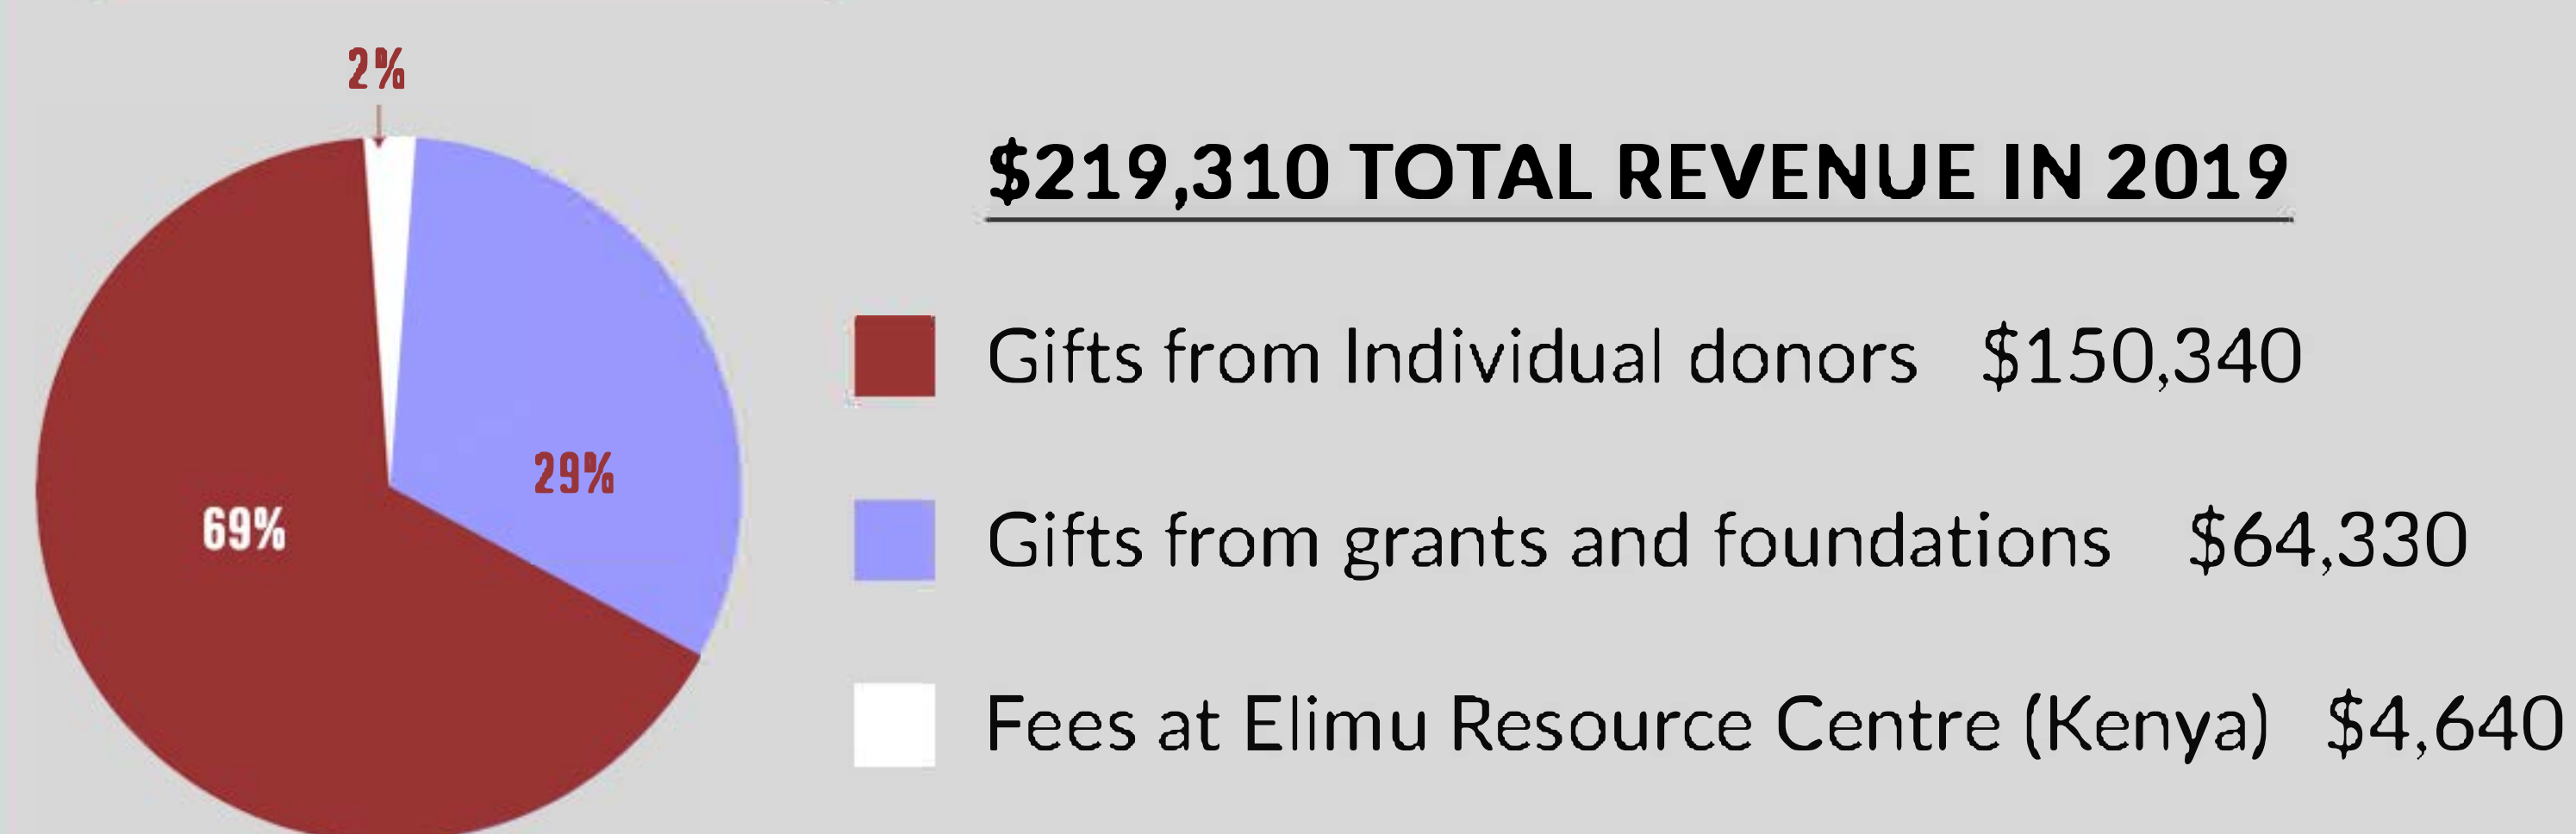 2%
29%
69%
$219,310 TOTAL REVENUE IN 2019
Gifts from Individual donors $150,340
Gifts from grants and foundations $64,330
Fees at Elimu Resource Centre (Kenya) $4,640